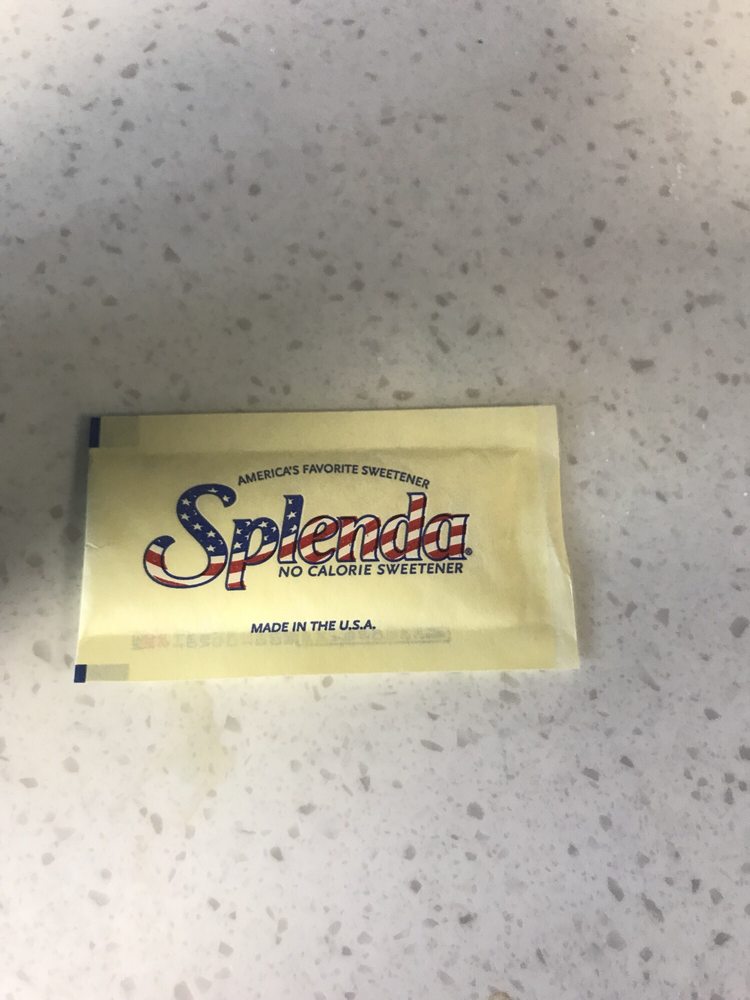 AMERICA'S FAVORITE SWEETENER
Splenda®
NO CALORIE SWEETENER
MADE IN THE U.S.A.